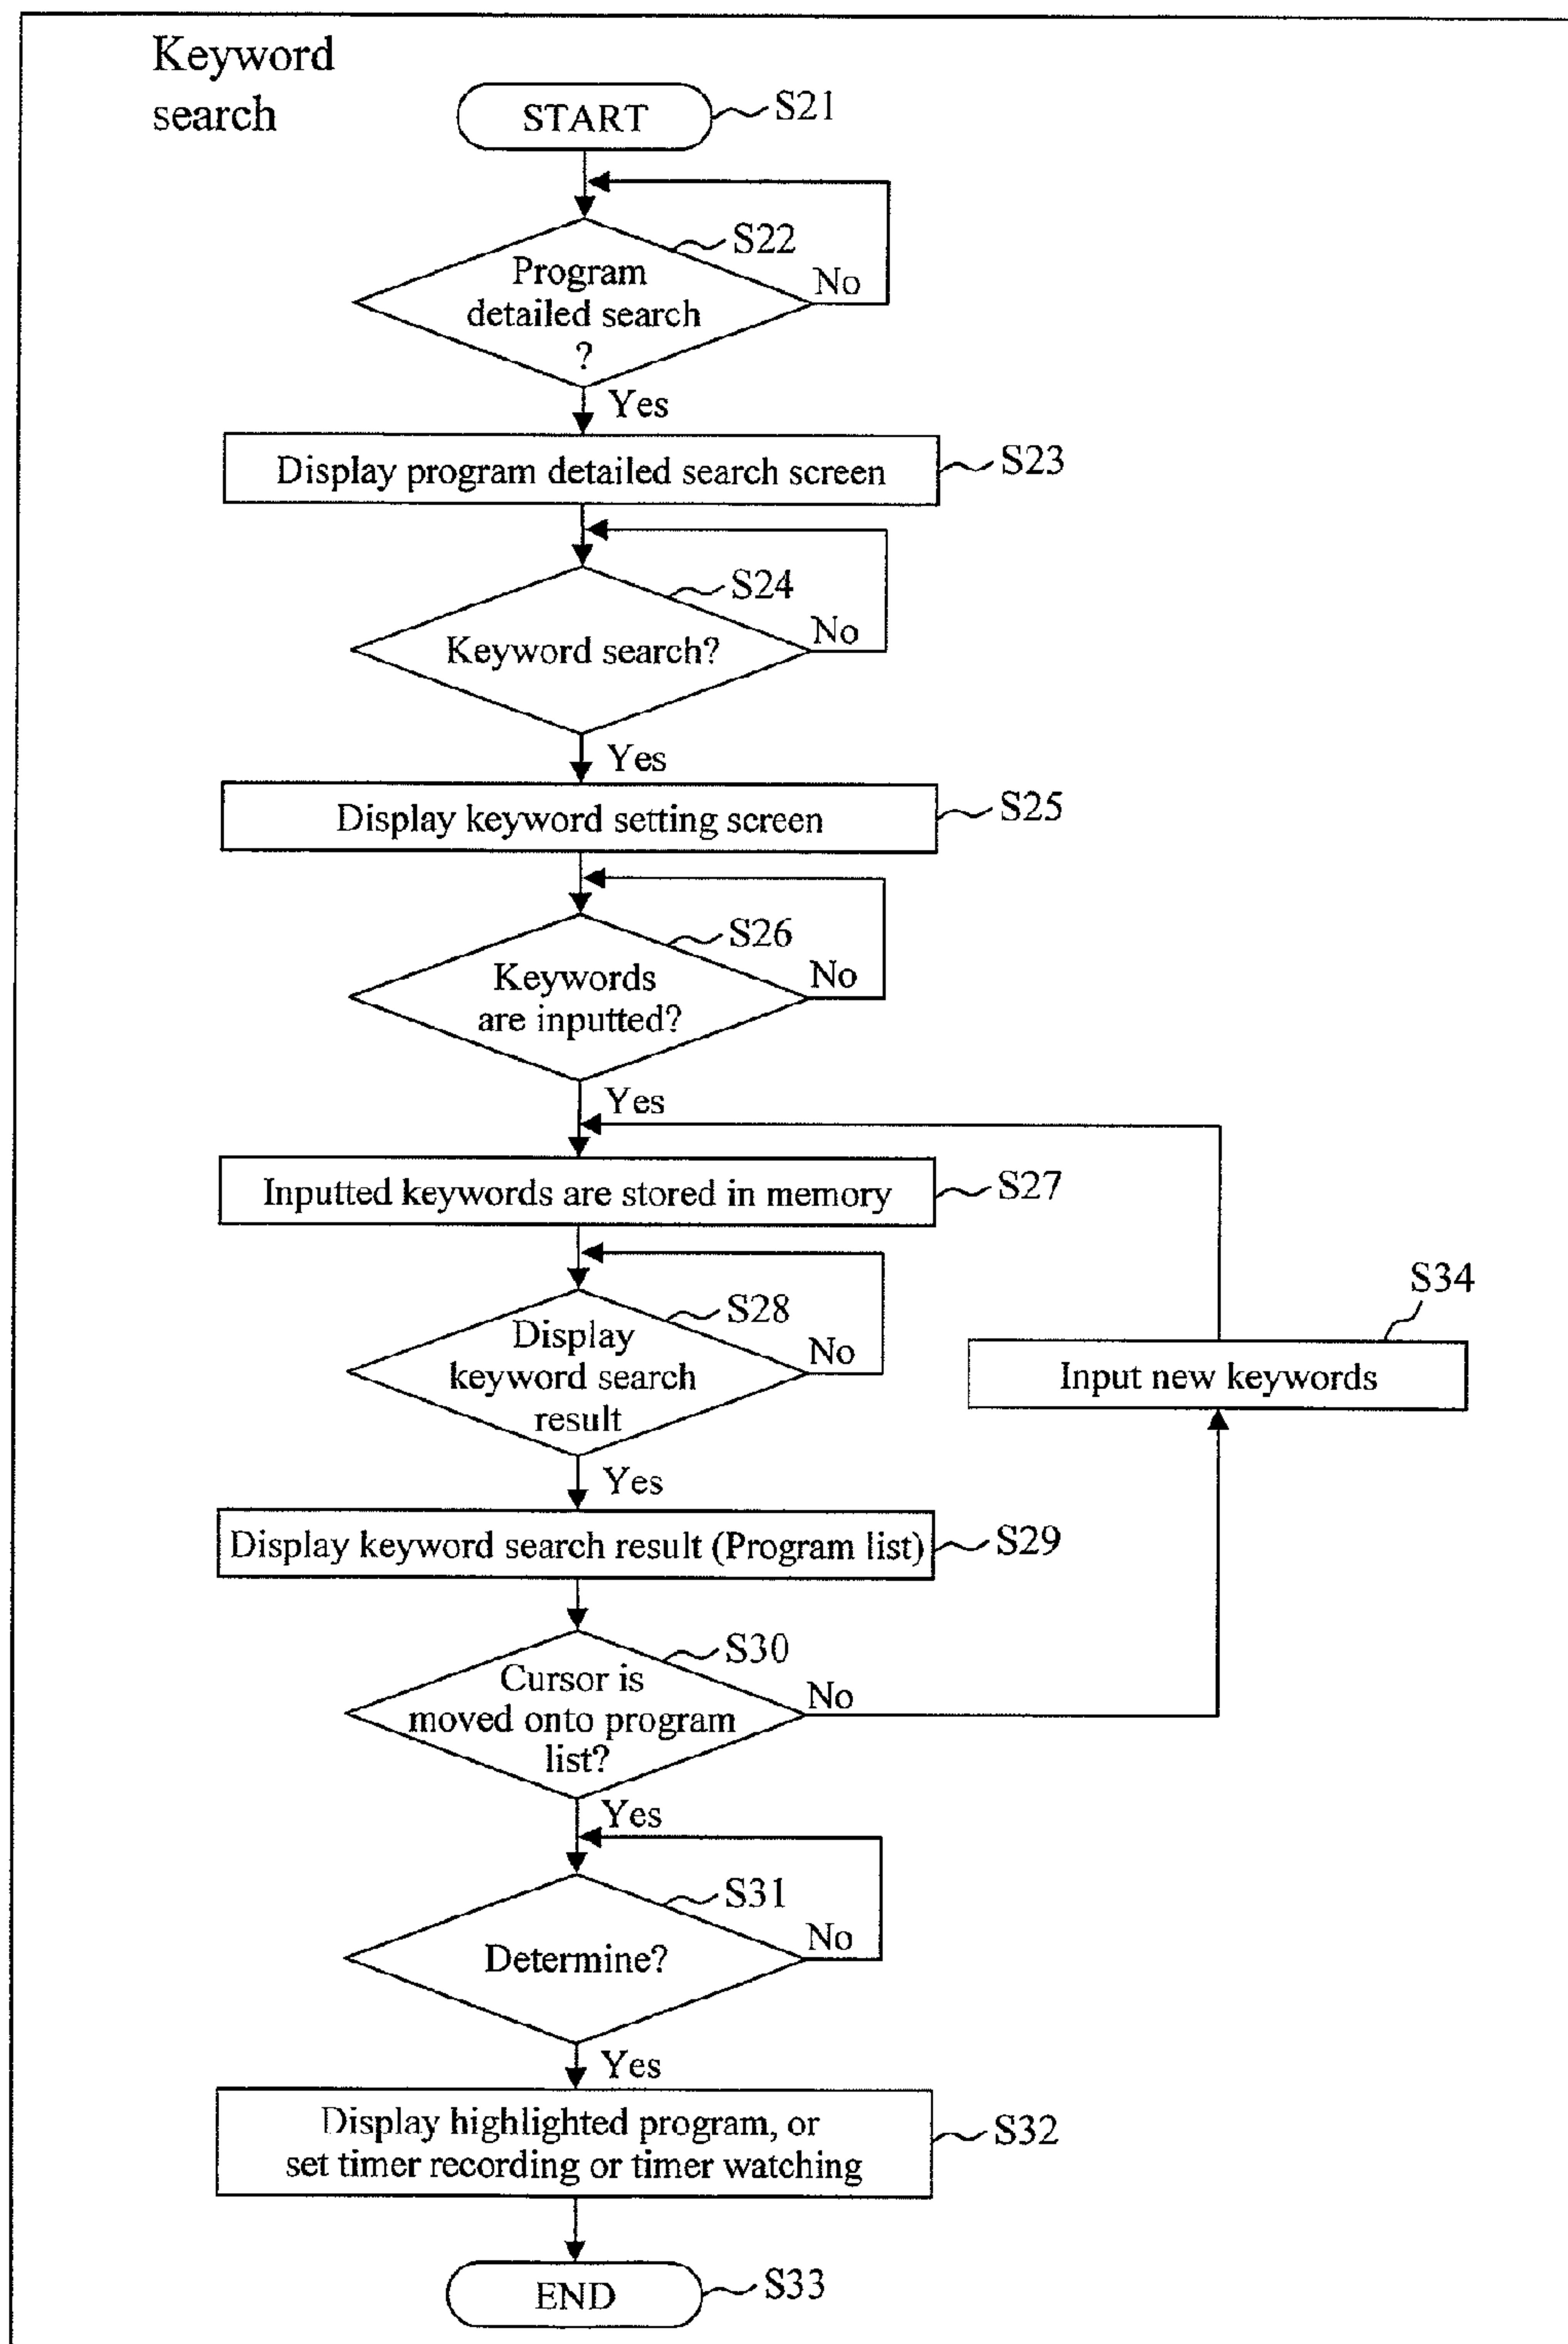 Keyword
search
START
S21
S22
Program
detailed search
?
No
Yes
Display program detailed search screen
S23
S24
Keyword search?
No
Yes
Display keyword setting screen
S25
S26
Keywords
are inputted?
No
Yes
Inputted keywords are stored in memory
S27
S28
Display
keyword search
result
No
S34
Input new keywords
Yes
Display keyword search result (Program list)
S29
S30
Cursor is
moved onto program
list?
No
Yes
S31
Determine?
No
Yes
Display highlighted program, or
set timer recording or timer watching
S32
END
S33